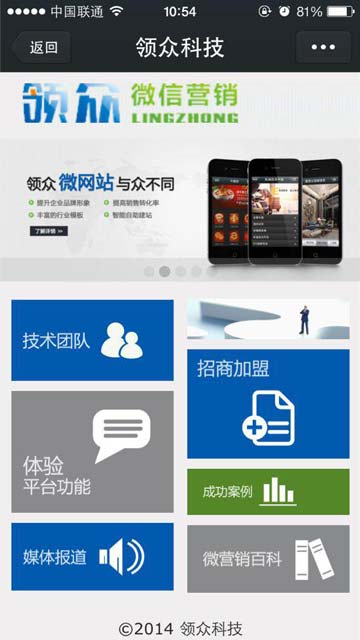 中国联通 10:54 81%
返回 领众科技
领众 微信营销
LINGZHONG
领众 微网站 与众不同
提升企业品牌形象 提高销售转化率
丰富的行业模板 智能自助建站
了解详情 >>
技术团队
招商加盟
体验
平台功能
成功案例
媒体报道
微营销百科
©2014 领众科技